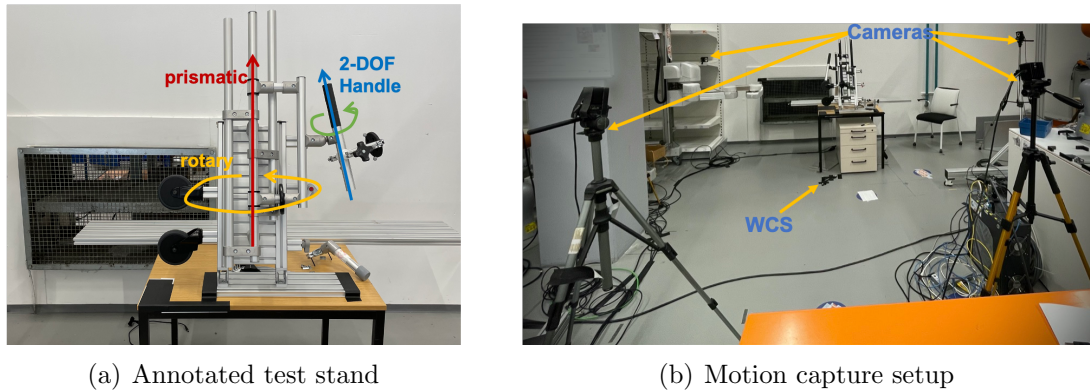 prismatic
2-DOF
Handle
rotary
Cameras
WCS
(a) Annotated test stand
(b) Motion capture setup